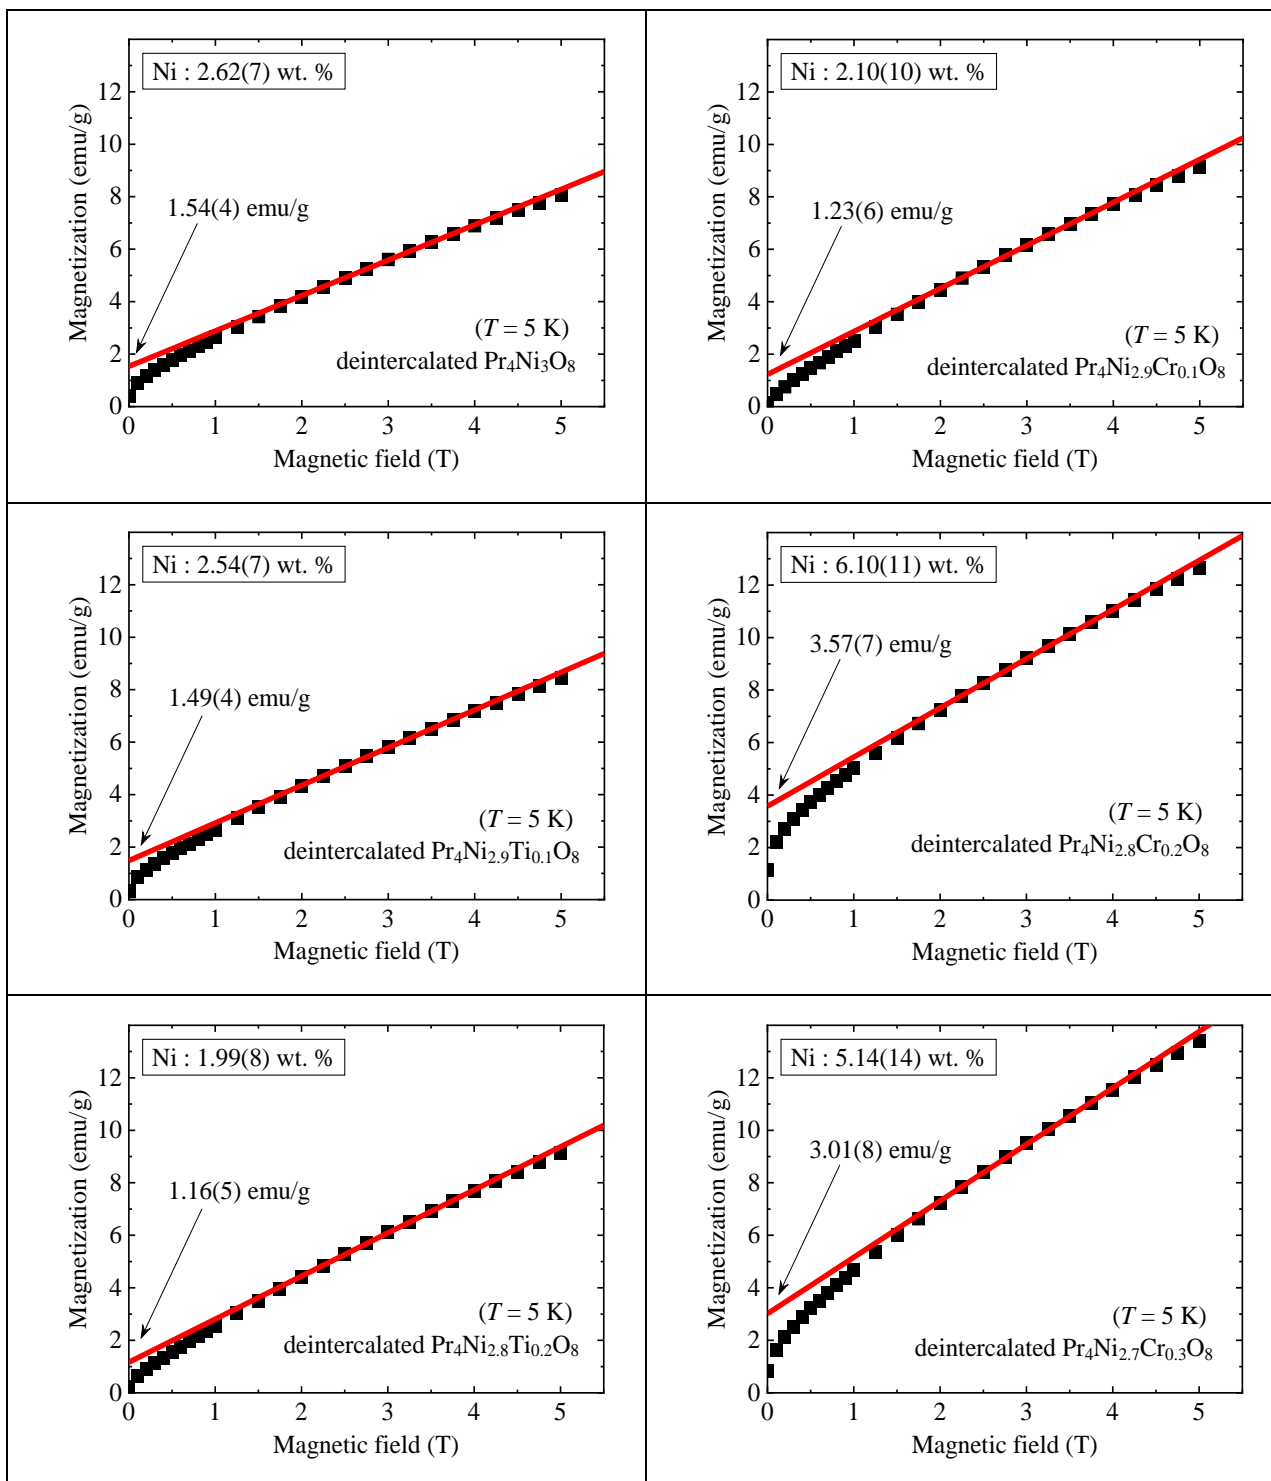 Ni : 2.62(7) wt. %
Magnetization (emu/g)
12
10
8
6
4
2
0
1.54(4) emu/g
(T = 5 K)
deintercalated Pr₄Ni₃O₈
0 1 2 3 4 5
Magnetic field (T)
Ni : 2.10(10) wt. %
Magnetization (emu/g)
12
10
8
6
4
2
0
1.23(6) emu/g
(T = 5 K)
deintercalated Pr₄Ni₂.₉Cr₀.₁O₈
0 1 2 3 4 5
Magnetic field (T)
Ni : 2.54(7) wt. %
Magnetization (emu/g)
12
10
8
6
4
2
0
1.49(4) emu/g
(T = 5 K)
deintercalated Pr₄Ni₂.₉Ti₀.₁O₈
0 1 2 3 4 5
Magnetic field (T)
Ni : 6.10(11) wt. %
Magnetization (emu/g)
12
10
8
6
4
2
0
3.57(7) emu/g
(T = 5 K)
deintercalated Pr₄Ni₂.₈Cr₀.₂O₈
0 1 2 3 4 5
Magnetic field (T)
Ni : 1.99(8) wt. %
Magnetization (emu/g)
12
10
8
6
4
2
0
1.16(5) emu/g
(T = 5 K)
deintercalated Pr₄Ni₂.₈Ti₀.₂O₈
0 1 2 3 4 5
Magnetic field (T)
Ni : 5.14(14) wt. %
Magnetization (emu/g)
12
10
8
6
4
2
0
3.01(8) emu/g
(T = 5 K)
deintercalated Pr₄Ni₂.₇Cr₀.₃O₈
0 1 2 3 4 5
Magnetic field (T)